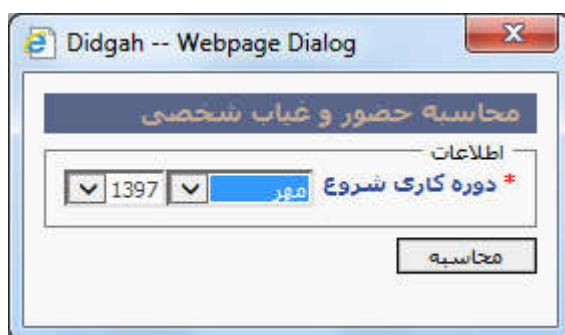 Didgah -- Webpage Dialog
محاسبه حضور و غیاب شخصی
اطلاعات
* دوره کاری شروع مهر 1397
محاسبه